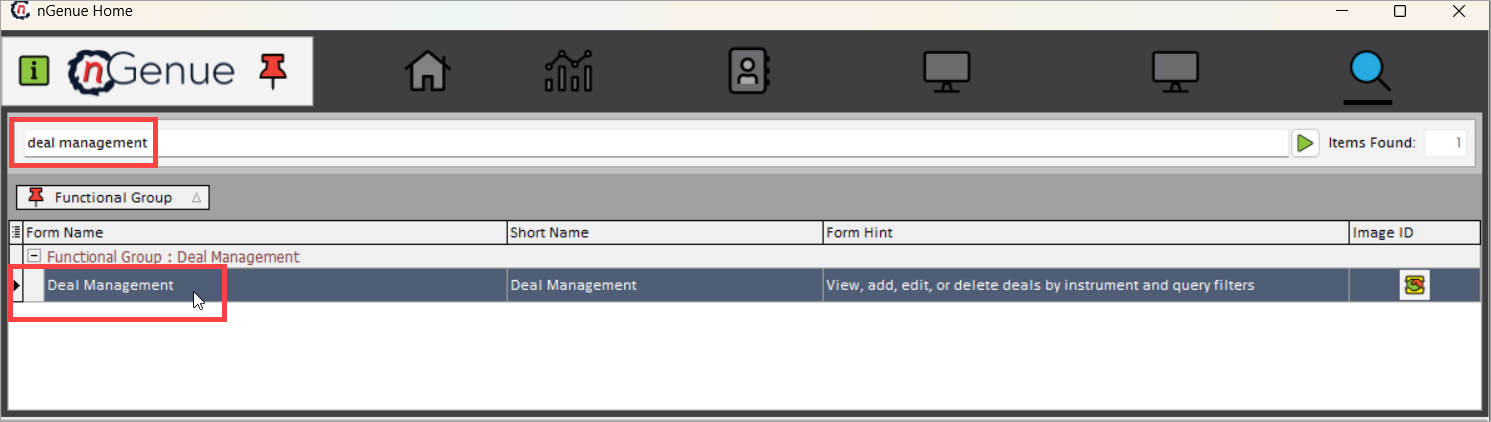 nGenue Home
i nGenue
deal management
Items Found: 1
Functional Group
Form Name Short Name Form Hint Image ID
Functional Group : Deal Management
Deal Management Deal Management View, add, edit, or delete deals by instrument and query filters